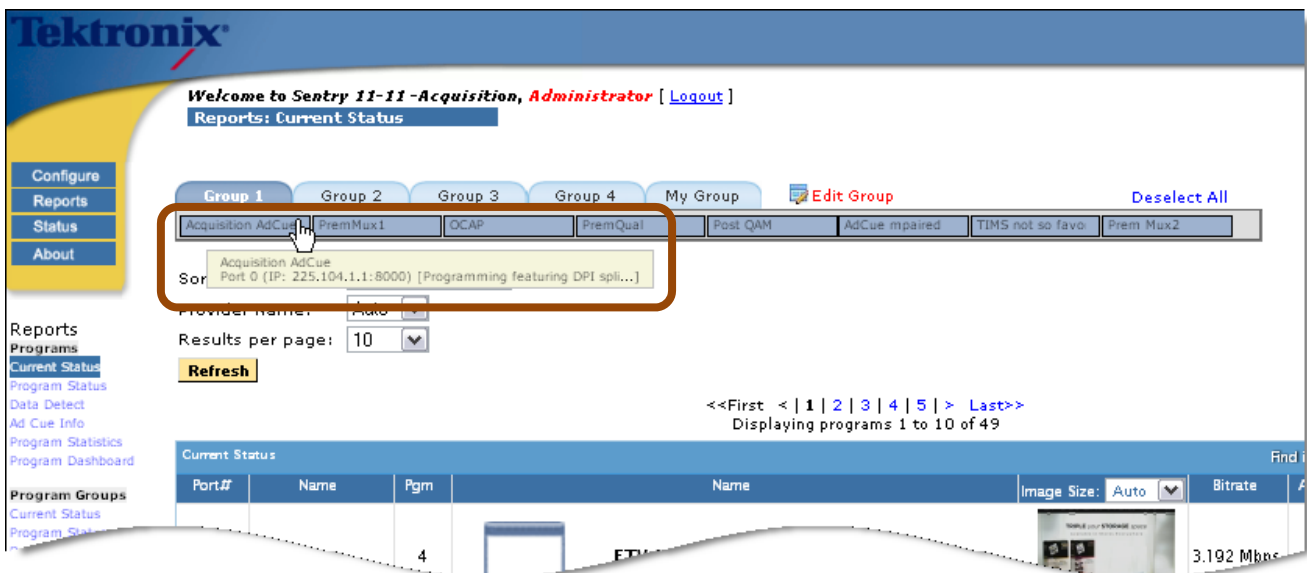 Tektronix
Welcome to Sentry 11-11-Acquisition, Administrator [ Logout ]
Reports: Current Status
Configure
Reports
Status
About
Group 1 Group 2 Group 3 Group 4 My Group Edit Group Deselect All
Acquisition AdCue PremMux1 OCAP PremQual Post QAM AdCue mpaired TIMS not so favo Prem Mux2
Acquisition AdCue
Port 0 (IP: 225.104.1.1:8000) [Programming featuring DPI spli...]
Sor
Provider Name: Auto
Results per page: 10
Refresh
Reports
Programs
Current Status
Program Status
Data Detect
Ad Cue Info
Program Statistics
Program Dashboard
Program Groups
Current Status
<<First < | 1 | 2 | 3 | 4 | 5 | > Last>>
Displaying programs 1 to 10 of 49
Current Status Find i
Port# Name Pgm Name Image Size: Auto Bitrate
4 3.192 Mbps